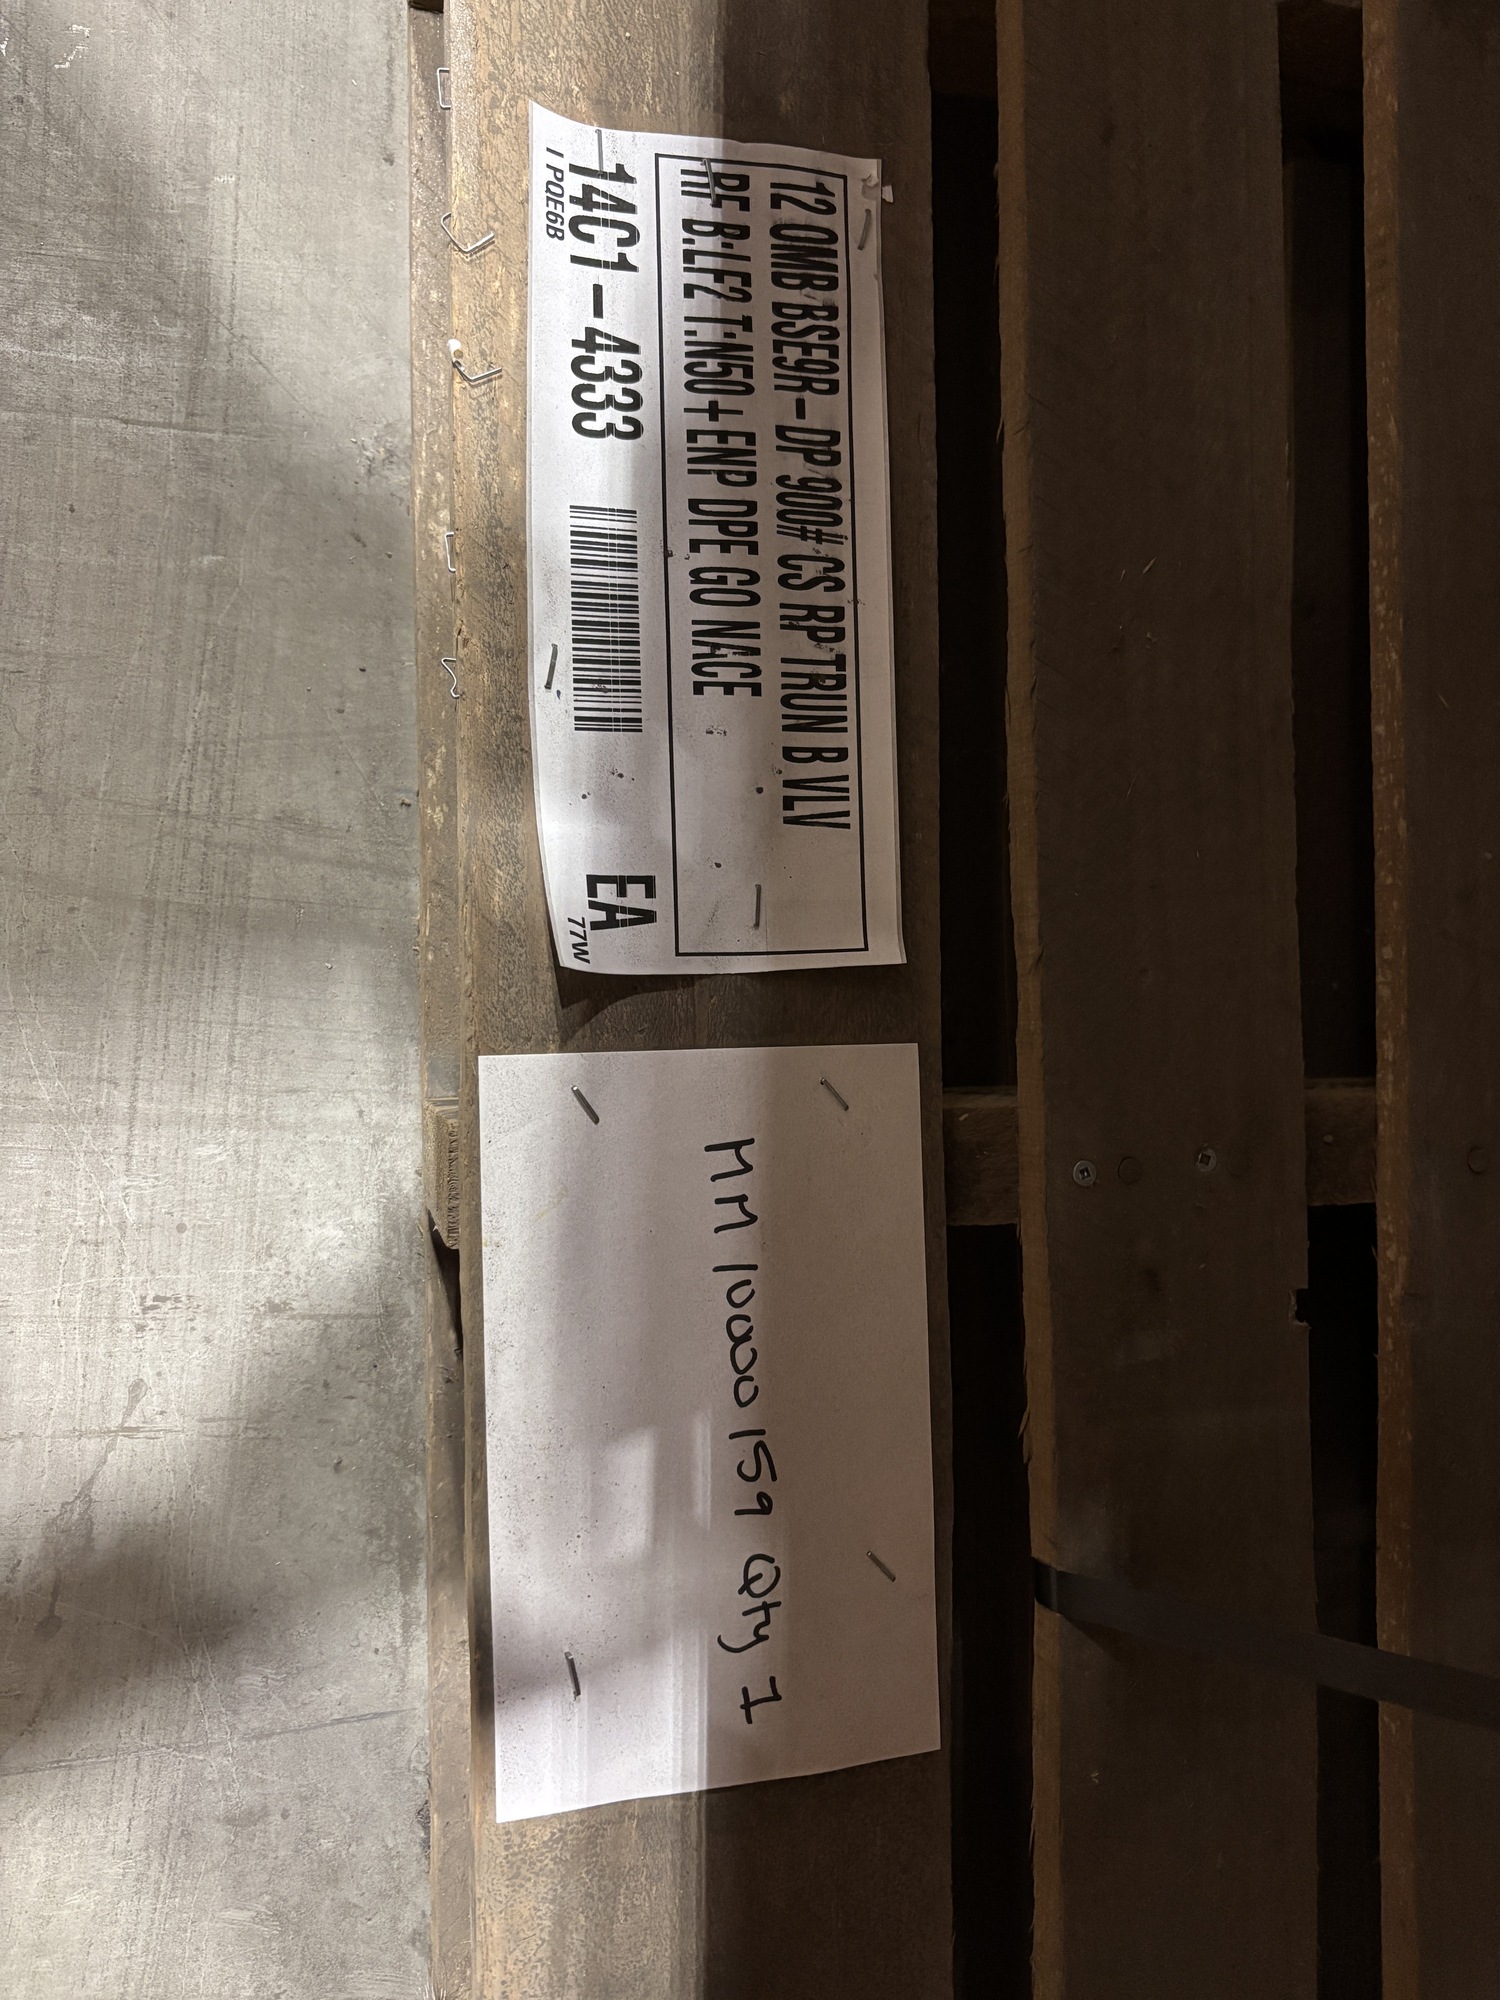 12 OMB BSE9R-DP 900# CS RP TRUN B VLV
RF B:LF2 T:N50+ ENP DPE GO NACE
14C1-4333 EA
I PQE6B 77W
MM 10000159 Qty 1